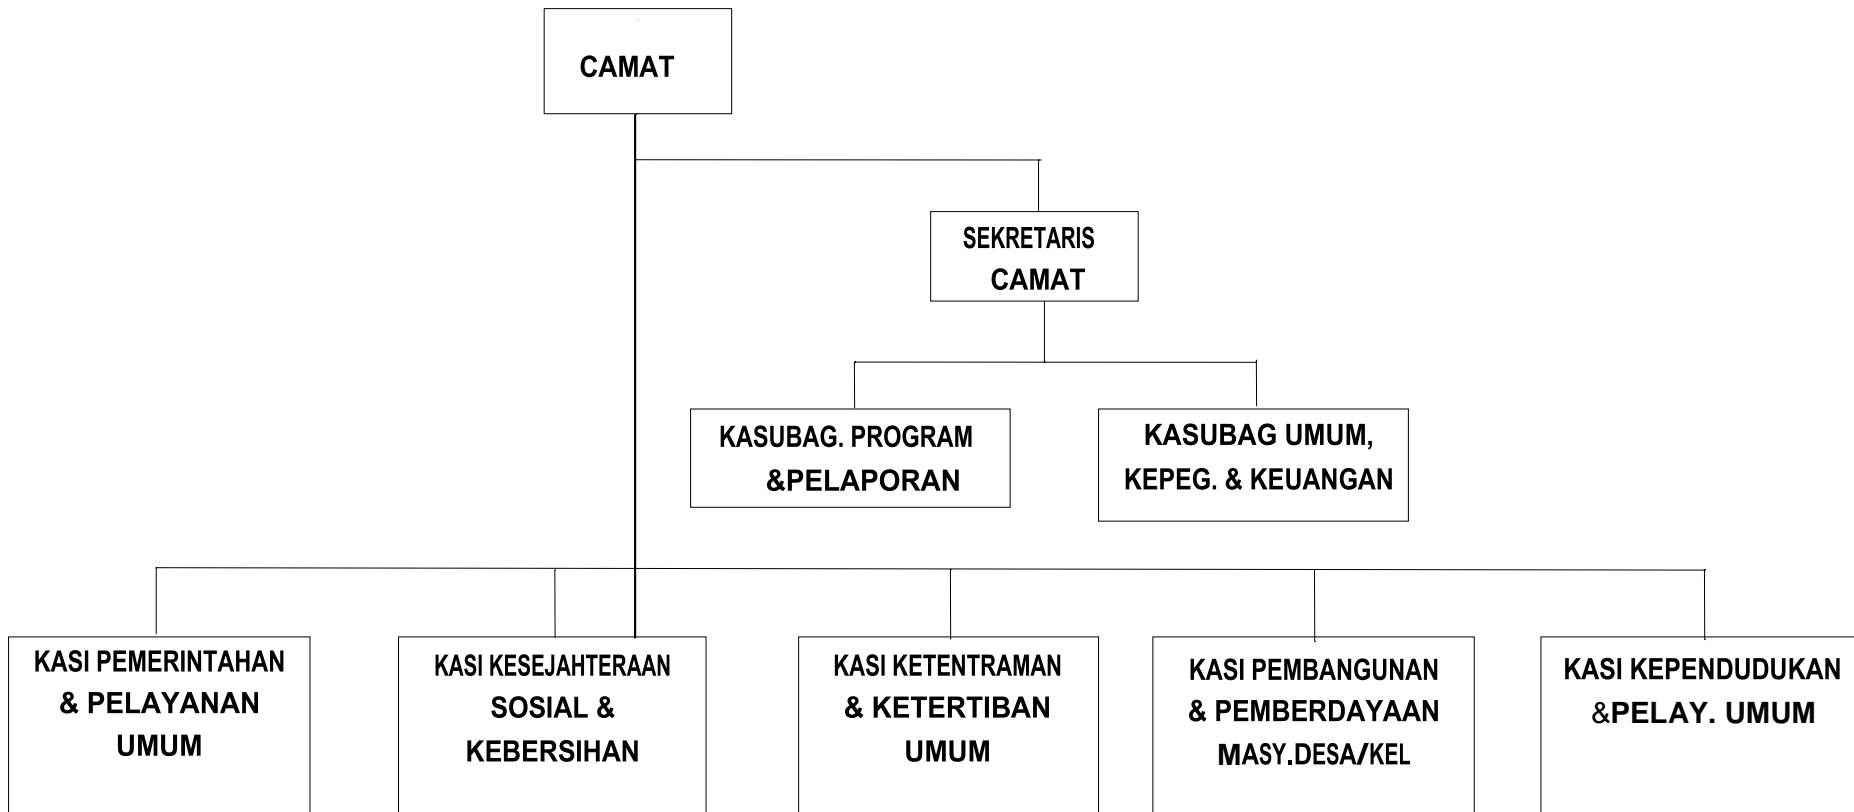 CAMAT
SEKRETARIS
CAMAT
KASUBAG. PROGRAM
&PELAPORAN
KASUBAG UMUM,
KEPEG. & KEUANGAN
KASI PEMERINTAHAN
& PELAYANAN
UMUM
KASI KESEJAHTERAAN
SOSIAL &
KEBERSIHAN
KASI KETENTRAMAN
& KETERTIBAN
UMUM
KASI PEMBANGUNAN
& PEMBERDAYAAN
MASY.DESA/KEL
KASI KEPENDUDUKAN
&PELAY. UMUM